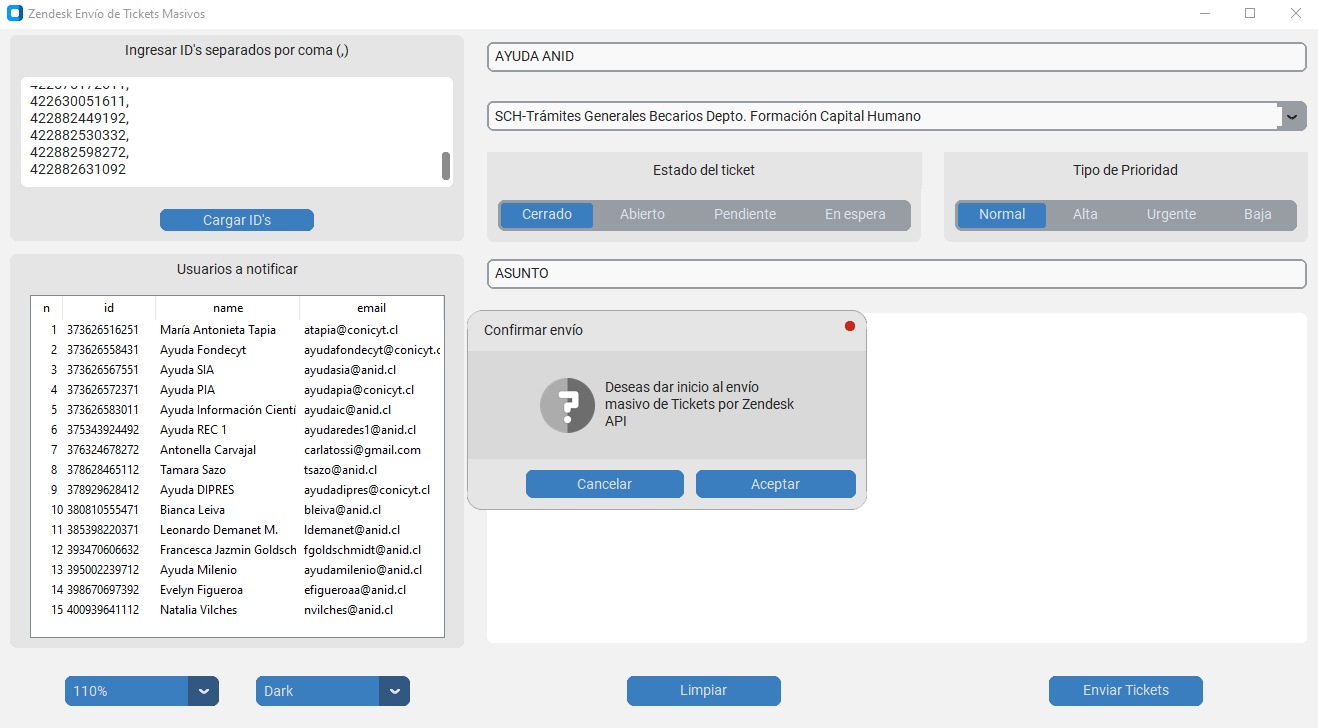 Zendesk Envío de Tickets Masivos
Ingresar ID's separados por coma (,)
422630051611,
422882449192,
422882530332,
422882598272,
422882631092
Cargar ID's
Usuarios a notificar
n id name email
1 373626516251 María Antonieta Tapia atapia@conicyt.cl
2 373626558431 Ayuda Fondecyt ayudafondecyt@conicyt.c
3 373626567551 Ayuda SIA ayudasia@anid.cl
4 373626572371 Ayuda PIA ayudapia@conicyt.cl
5 373626583011 Ayuda Información Cientí ayudaic@anid.cl
6 375343924492 Ayuda REC 1 ayudaredes1@anid.cl
7 376324678272 Antonella Carvajal carlatossi@gmail.com
8 378628465112 Tamara Sazo tsazo@anid.cl
9 378929628412 Ayuda DIPRES ayudadipres@conicyt.cl
10 380810555471 Bianca Leiva bleiva@anid.cl
11 385398220371 Leonardo Demanet M. ldemanet@anid.cl
12 393470606632 Francesca Jazmin Goldsch fgoldschmidt@anid.cl
13 395002239712 Ayuda Milenio ayudamilenio@anid.cl
14 398670697392 Evelyn Figueroa efigueroaa@anid.cl
15 400939641112 Natalia Vilches nvilches@anid.cl
110%
Dark
AYUDA ANID
SCH-Trámites Generales Becarios Depto. Formación Capital Humano
Estado del ticket
Cerrado Abierto Pendiente En espera
Tipo de Prioridad
Normal Alta Urgente Baja
ASUNTO
Confirmar envío
Deseas dar inicio al envío
masivo de Tickets por Zendesk
API
Cancelar
Aceptar
Limpiar
Enviar Tickets